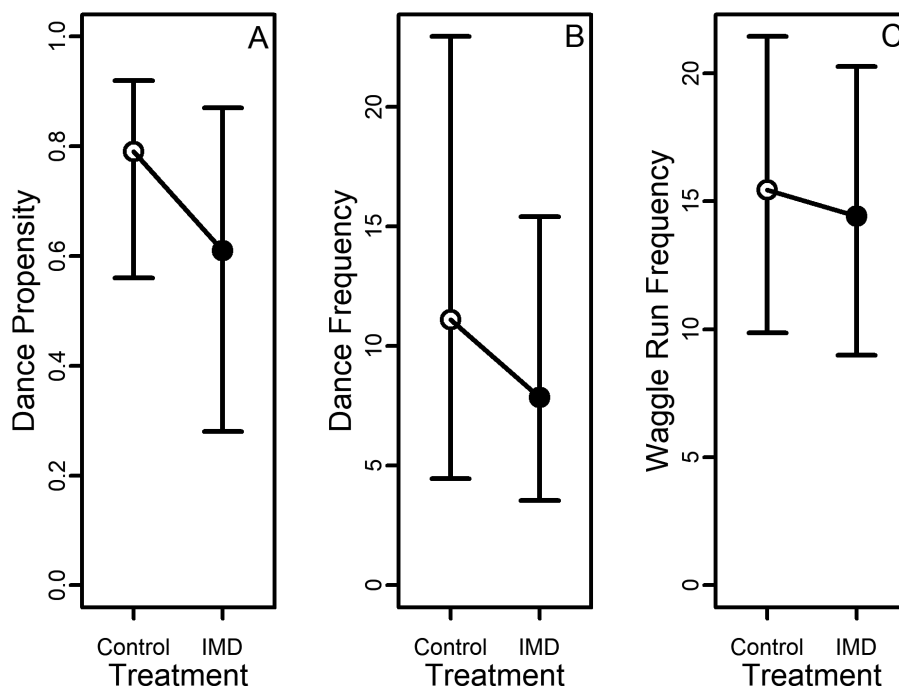 A
Dance Propensity
1.0
0.8
0.6
0.4
0.2
0.0
Control IMD
Treatment
B
Dance Frequency
20
15
10
5
0
Control IMD
Treatment
C
Waggle Run Frequency
20
15
10
5
0
Control IMD
Treatment